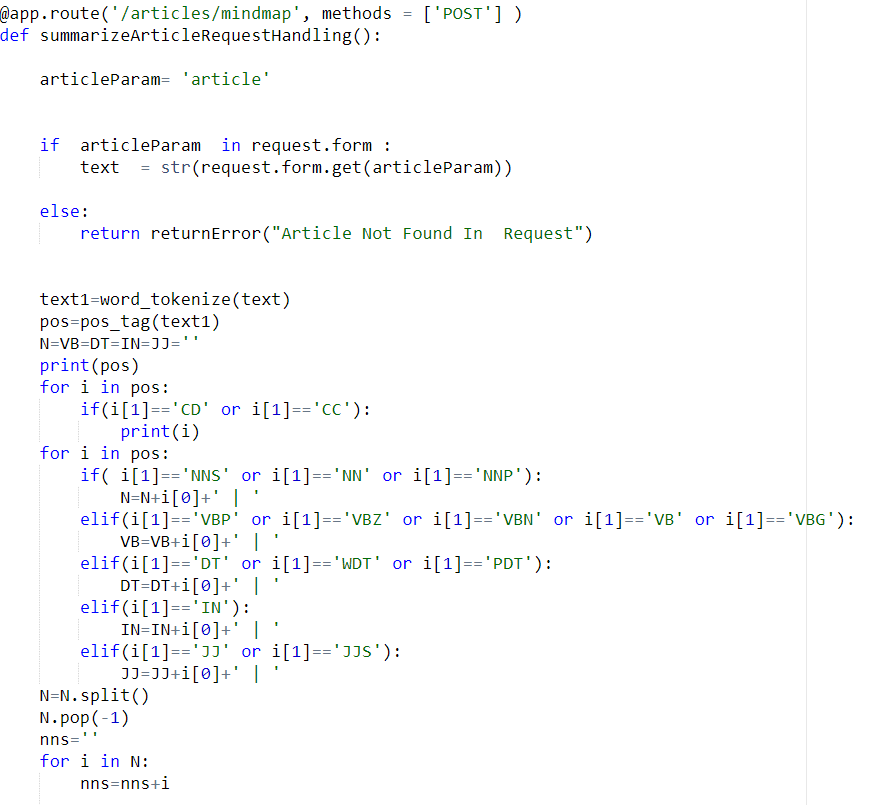 @app.route('/articles/mindmap', methods = ['POST'] )
def summarizeArticleRequestHandling():
    articleParam= 'article'
    if  articleParam  in request.form :
        text  = str(request.form.get(articleParam))
    else:
        return returnError("Article Not Found In  Request")
    text1=word_tokenize(text)
    pos=pos_tag(text1)
    N=VB=DT=IN=JJ=''
    print(pos)
    for i in pos:
        if(i[1]=='CD' or i[1]=='CC'):
            print(i)
    for i in pos:
        if( i[1]=='NNS' or i[1]=='NN' or i[1]=='NNP'):
            N=N+i[0]+' | '
        elif(i[1]=='VBP' or i[1]=='VBZ' or i[1]=='VBN' or i[1]=='VB' or i[1]=='VBG'):
            VB=VB+i[0]+' | '
        elif(i[1]=='DT' or i[1]=='WDT' or i[1]=='PDT'):
            DT=DT+i[0]+' | '
        elif(i[1]=='IN'):
            IN=IN+i[0]+' | '
        elif(i[1]=='JJ' or i[1]=='JJS'):
            JJ=JJ+i[0]+' | '
    N=N.split()
    N.pop(-1)
    nns=''
    for i in N:
        nns=nns+i